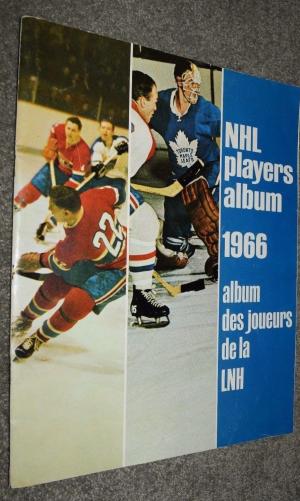 NHL
players
album
1966
album
des joueurs
de la
LNH
TORONTO
MAPLE
LEAFS
22